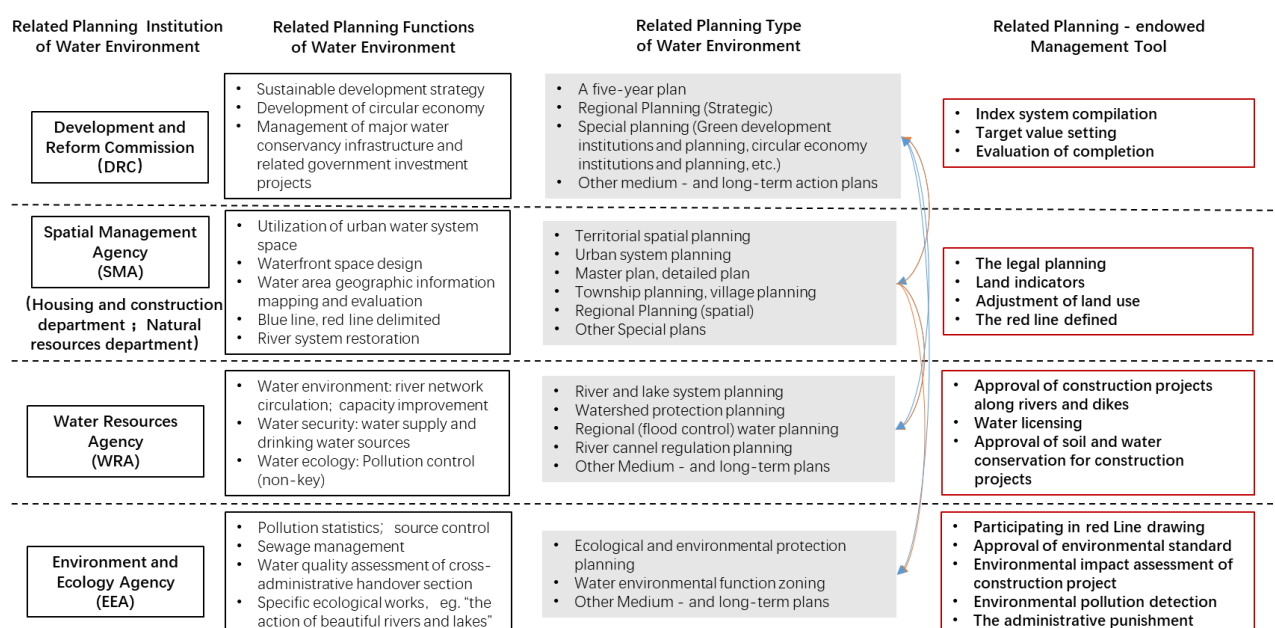 Related Planning Institution
of Water Environment
Related Planning Functions
of Water Environment
Related Planning Type
of Water Environment
Related Planning - endowed
Management Tool
Development and
Reform Commission
(DRC)
• Sustainable development strategy
• Development of circular economy
• Management of major water
conservancy infrastructure and
related government investment
projects
• A five-year plan
• Regional Planning (Strategic)
• Special planning (Green development
institutions and planning, circular economy
institutions and planning, etc.)
• Other medium - and long-term action plans
• Index system compilation
• Target value setting
• Evaluation of completion
Spatial Management
Agency
(SMA)
(Housing and construction
department ; Natural
resources department)
• Utilization of urban water system
space
• Waterfront space design
• Water area geographic information
mapping and evaluation
• Blue line, red line delimited
• River system restoration
• Territorial spatial planning
• Urban system planning
• Master plan, detailed plan
• Township planning, village planning
• Regional Planning (spatial)
• Other Special plans
• The legal planning
• Land indicators
• Adjustment of land use
• The red line defined
Water Resources
Agency
(WRA)
• Water environment: river network
circulation; capacity improvement
• Water security: water supply and
drinking water sources
• Water ecology: Pollution control
(non-key)
• River and lake system planning
• Watershed protection planning
• Regional (flood control) water planning
• River cannel regulation planning
• Other Medium - and long-term plans
• Approval of construction projects
along rivers and dikes
• Water licensing
• Approval of soil and water
conservation for construction
projects
Environment and
Ecology Agency
(EEA)
• Pollution statistics; source control
• Sewage management
• Water quality assessment of cross-
administrative handover section
• Specific ecological works, eg. "the
action of beautiful rivers and lakes"
• Ecological and environmental protection
planning
• Water environmental function zoning
• Other Medium - and long-term plans
• Participating in red Line drawing
• Approval of environmental standard
• Environmental impact assessment of
construction project
• Environmental pollution detection
• The administrative punishment